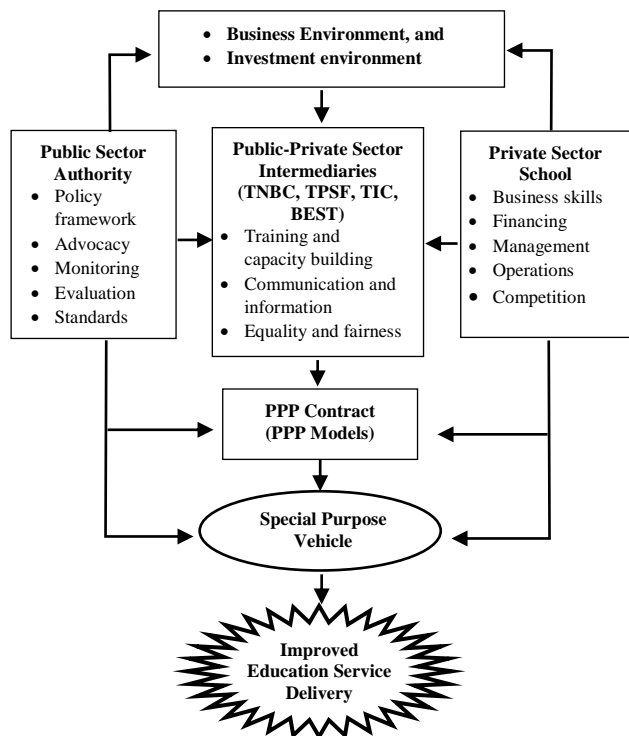 • Business Environment, and
• Investment environment
Public Sector
Authority
• Policy
framework
• Advocacy
• Monitoring
• Evaluation
• Standards
Public-Private Sector
Intermediaries
(TNBC, TPSF, TIC,
BEST)
• Training and
capacity building
• Communication and
information
• Equality and fairness
Private Sector
School
• Business skills
• Financing
• Management
• Operations
• Competition
PPP Contract
(PPP Models)
Special Purpose
Vehicle
Improved
Education Service
Delivery